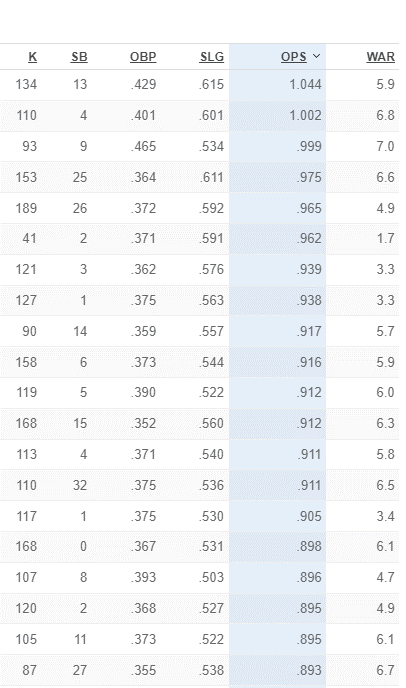 K SB OBP SLG OPS WAR
134 13 .429 .615 1.044 5.9
110 4 .401 .601 1.002 6.8
93 9 .465 .534 .999 7.0
153 25 .364 .611 .975 6.6
189 26 .372 .592 .965 4.9
41 2 .371 .591 .962 1.7
121 3 .362 .576 .939 3.3
127 1 .375 .563 .938 3.3
90 14 .359 .557 .917 5.7
158 6 .373 .544 .916 5.9
119 5 .390 .522 .912 6.0
168 15 .352 .560 .912 6.3
113 4 .371 .540 .911 5.8
110 32 .375 .536 .911 6.5
117 1 .375 .530 .905 3.4
168 0 .367 .531 .898 6.1
107 8 .393 .503 .896 4.7
120 2 .368 .527 .895 4.9
105 11 .373 .522 .895 6.1
87 27 .355 .538 .893 6.7